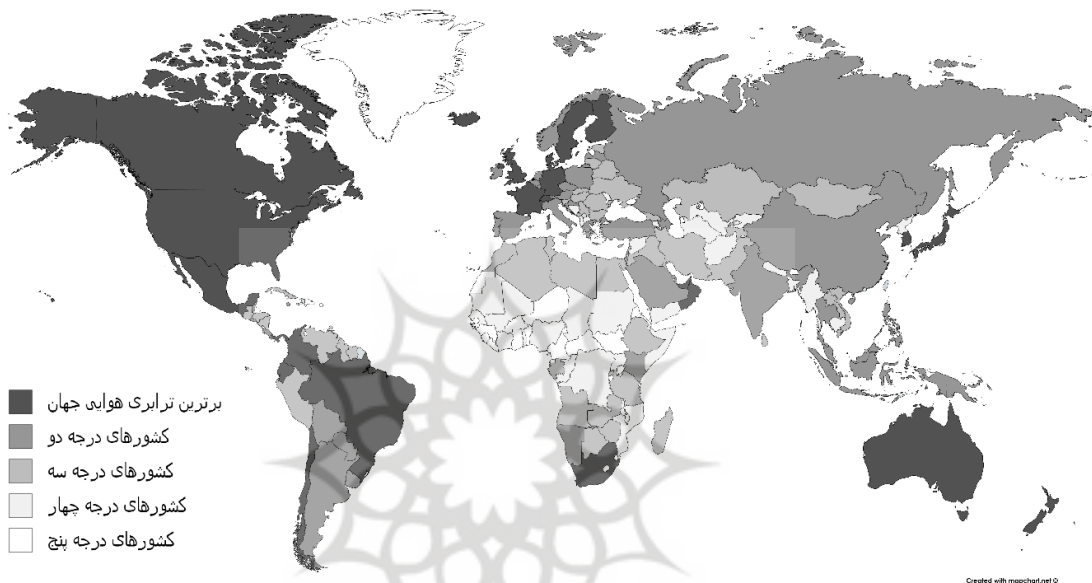 برترین ترابری هوایی جهان
کشورهای درجه دو
کشورهای درجه سه
کشورهای درجه چهار
کشورهای درجه پنج
Created with mapchart.net ©